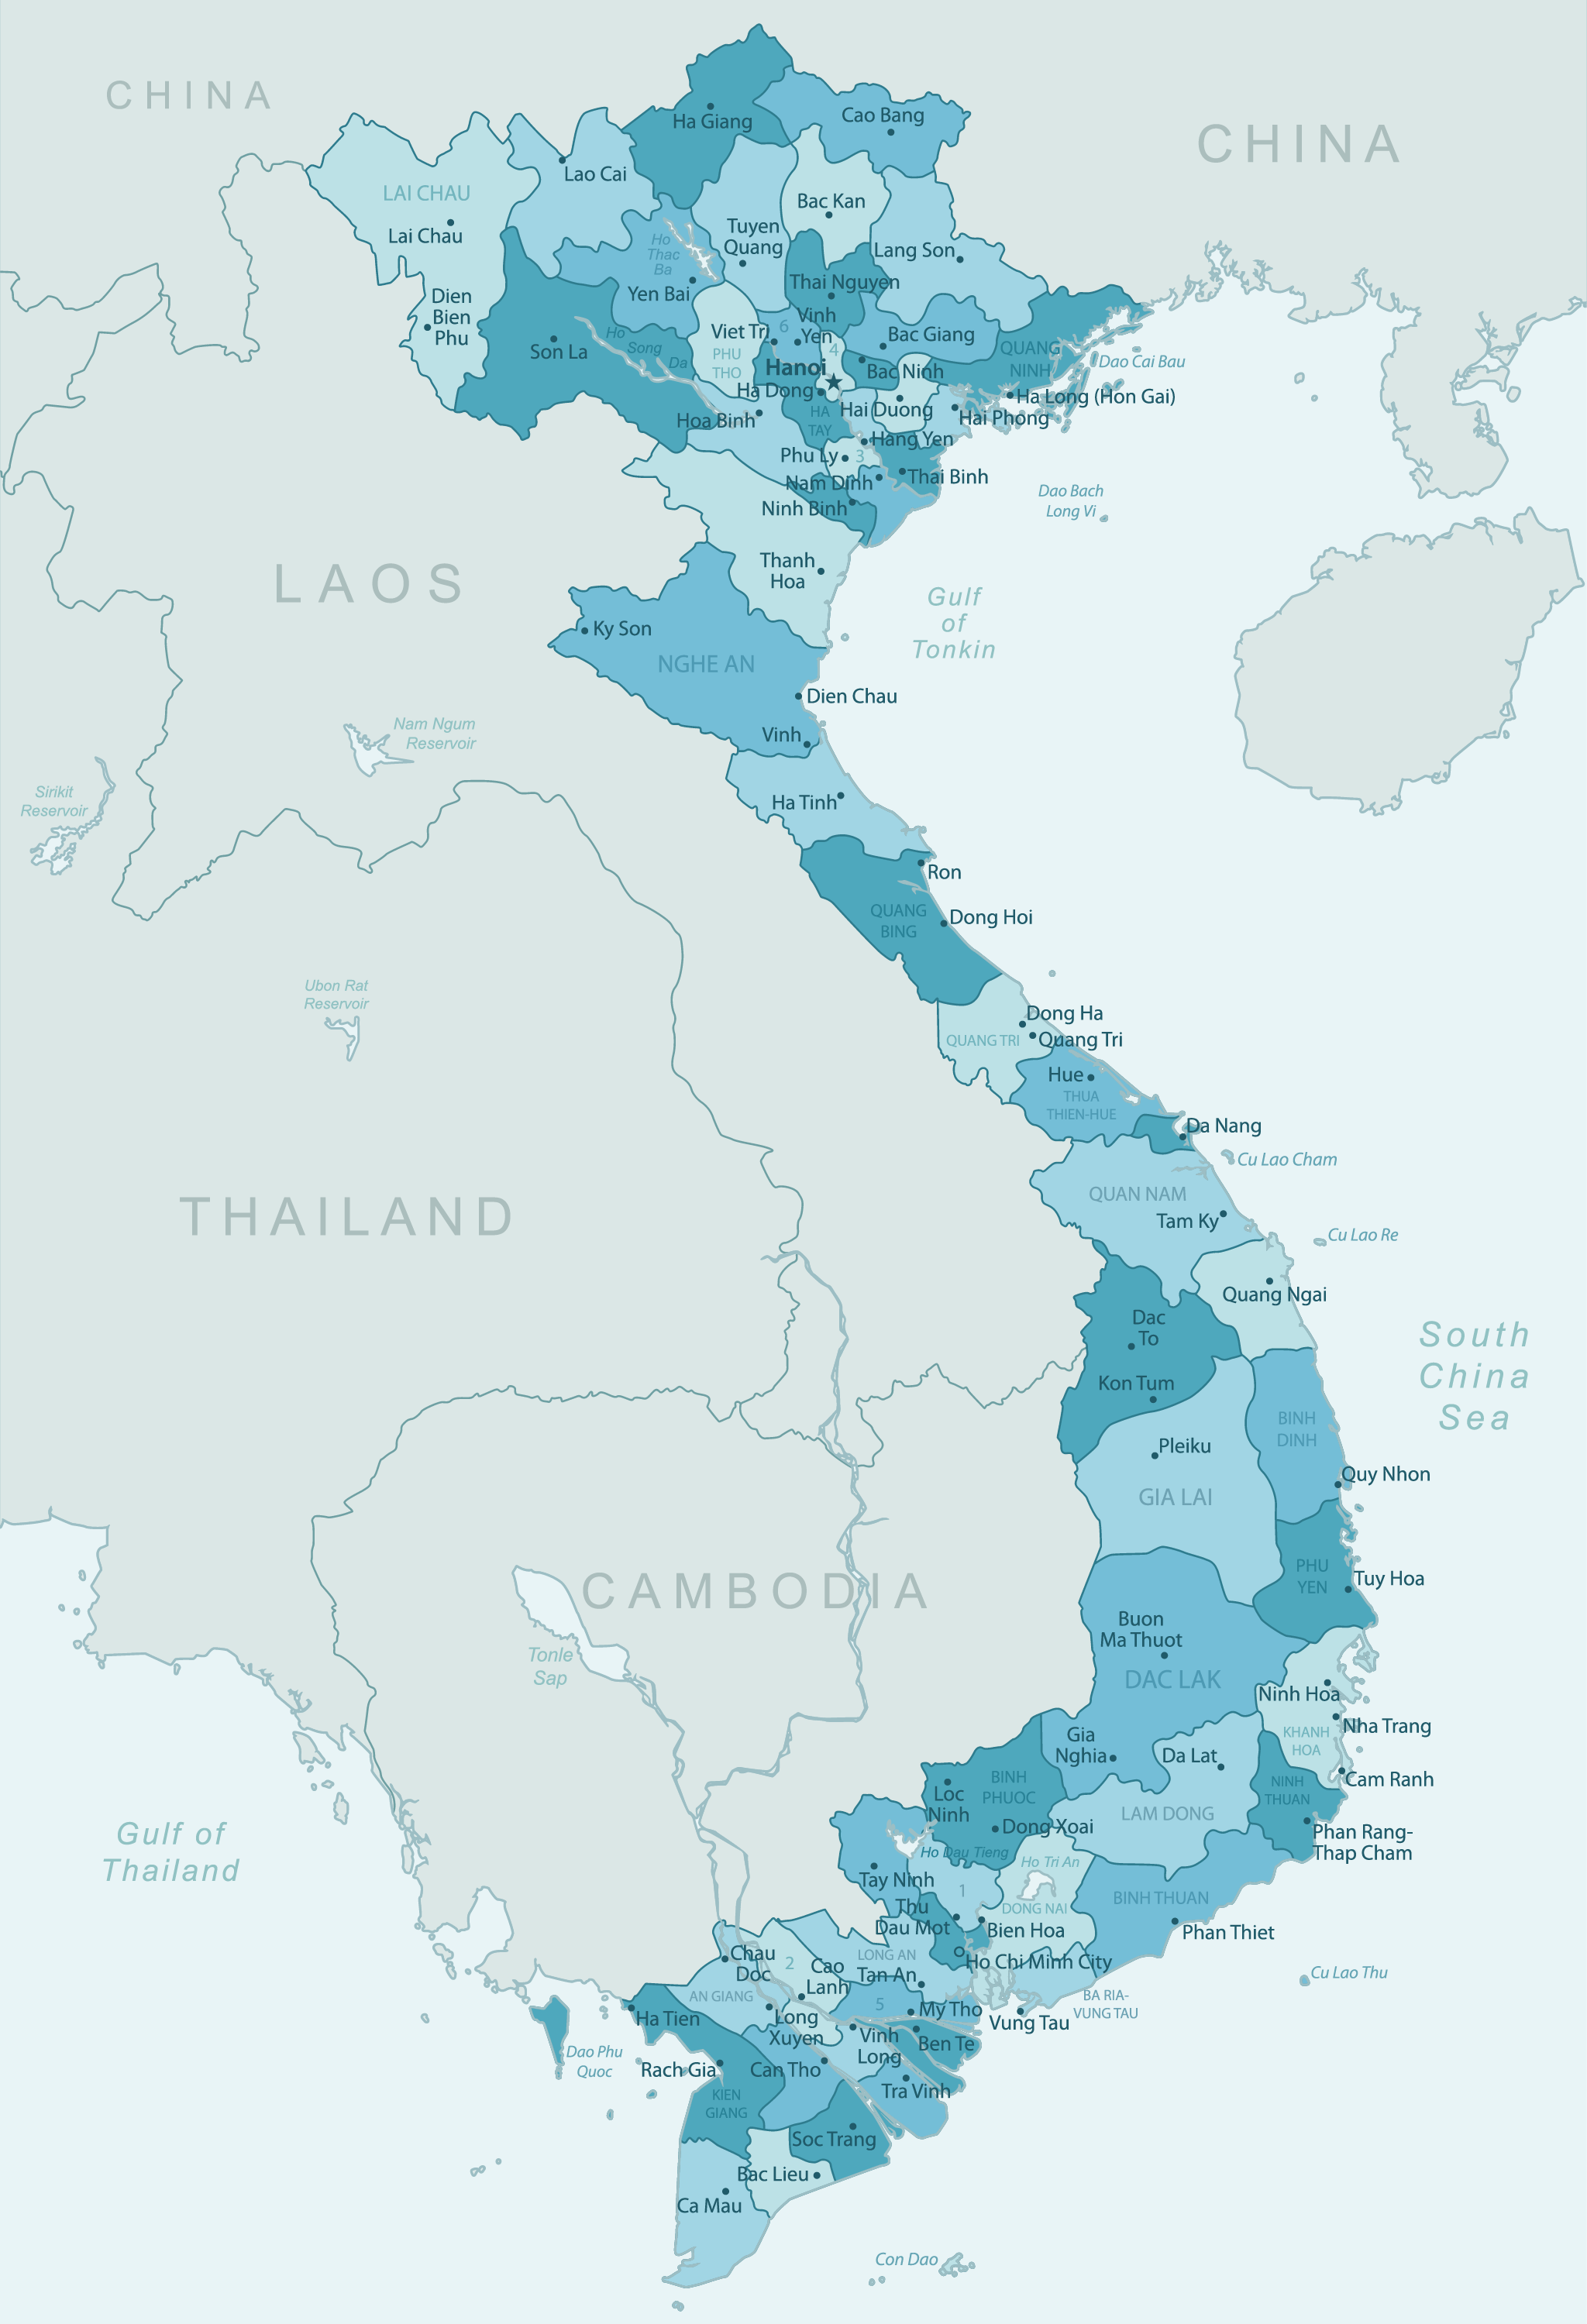 CHINA
CHINA
Ha Giang
Cao Bang
Lao Cai
LAI CHAU
Lai Chau
Bac Kan
Tuyen
Quang
Ho
Thac
Ba
Lang Son
Yen Bai
Thai Nguyen
Dien
Bien
Phu
Vinh
Yen
6
Viet Tri
Bac Giang
Son La
Ho
Song
Da
PHU
THO
4
QUANG
NINH
Dao Cai Bau
Hanoi
Bac Ninh
Ha Dong
Ha Long (Hon Gai)
Hai Duong
Hai Phong
HA
TAY
Hoa Binh
Hang Yen
Phu Ly
3
Nam Dinh
Thai Binh
Ninh Binh
Dao Bach
Long Vi
Thanh
Hoa
LAOS
Gulf
of
Tonkin
Ky Son
NGHE AN
Dien Chau
Vinh
Nam Ngum
Reservoir
Sirikit
Reservoir
Ha Tinh
Ron
QUANG
BING
Dong Hoi
Ubon Rat
Reservoir
Dong Ha
QUANG TRI
Quang Tri
Hue
THUA
THIEN-HUE
Da Nang
Cu Lao Cham
QUAN NAM
Tam Ky
THAILAND
Cu Lao Re
Quang Ngai
Dac
To
South
China
Sea
Kon Tum
BINH
DINH
Pleiku
Quy Nhon
GIA LAI
PHU
YEN
Tuy Hoa
CAMBODIA
Buon
Ma Thuot
Tonle
Sap
DAC LAK
Ninh Hoa
Nha Trang
KHANH
HOA
Gia
Nghia
Da Lat
Cam Ranh
BINH
PHUOC
NINH
THUAN
Loc
Ninh
LAM DONG
Dong Xoai
Phan Rang-
Thap Cham
Gulf of
Thailand
Ho Dau Tieng
Ho Tri An
Tay Ninh
1
BINH THUAN
Thu
Dau Mot
DONG NAI
Bien Hoa
Phan Thiet
Chau
Doc
2
LONG AN
Ho Chi Minh City
Cao
Lanh
Tan An
Cu Lao Thu
AN GIANG
5
My Tho
BA RIA-
VUNG TAU
Ha Tien
Long
Xuyen
Vung Tau
Vinh
Long
Ben Te
Dao Phu
Quoc
Rach Gia
Can Tho
Tra Vinh
KIEN
GIANG
Soc Trang
Bac Lieu
Ca Mau
Con Dao